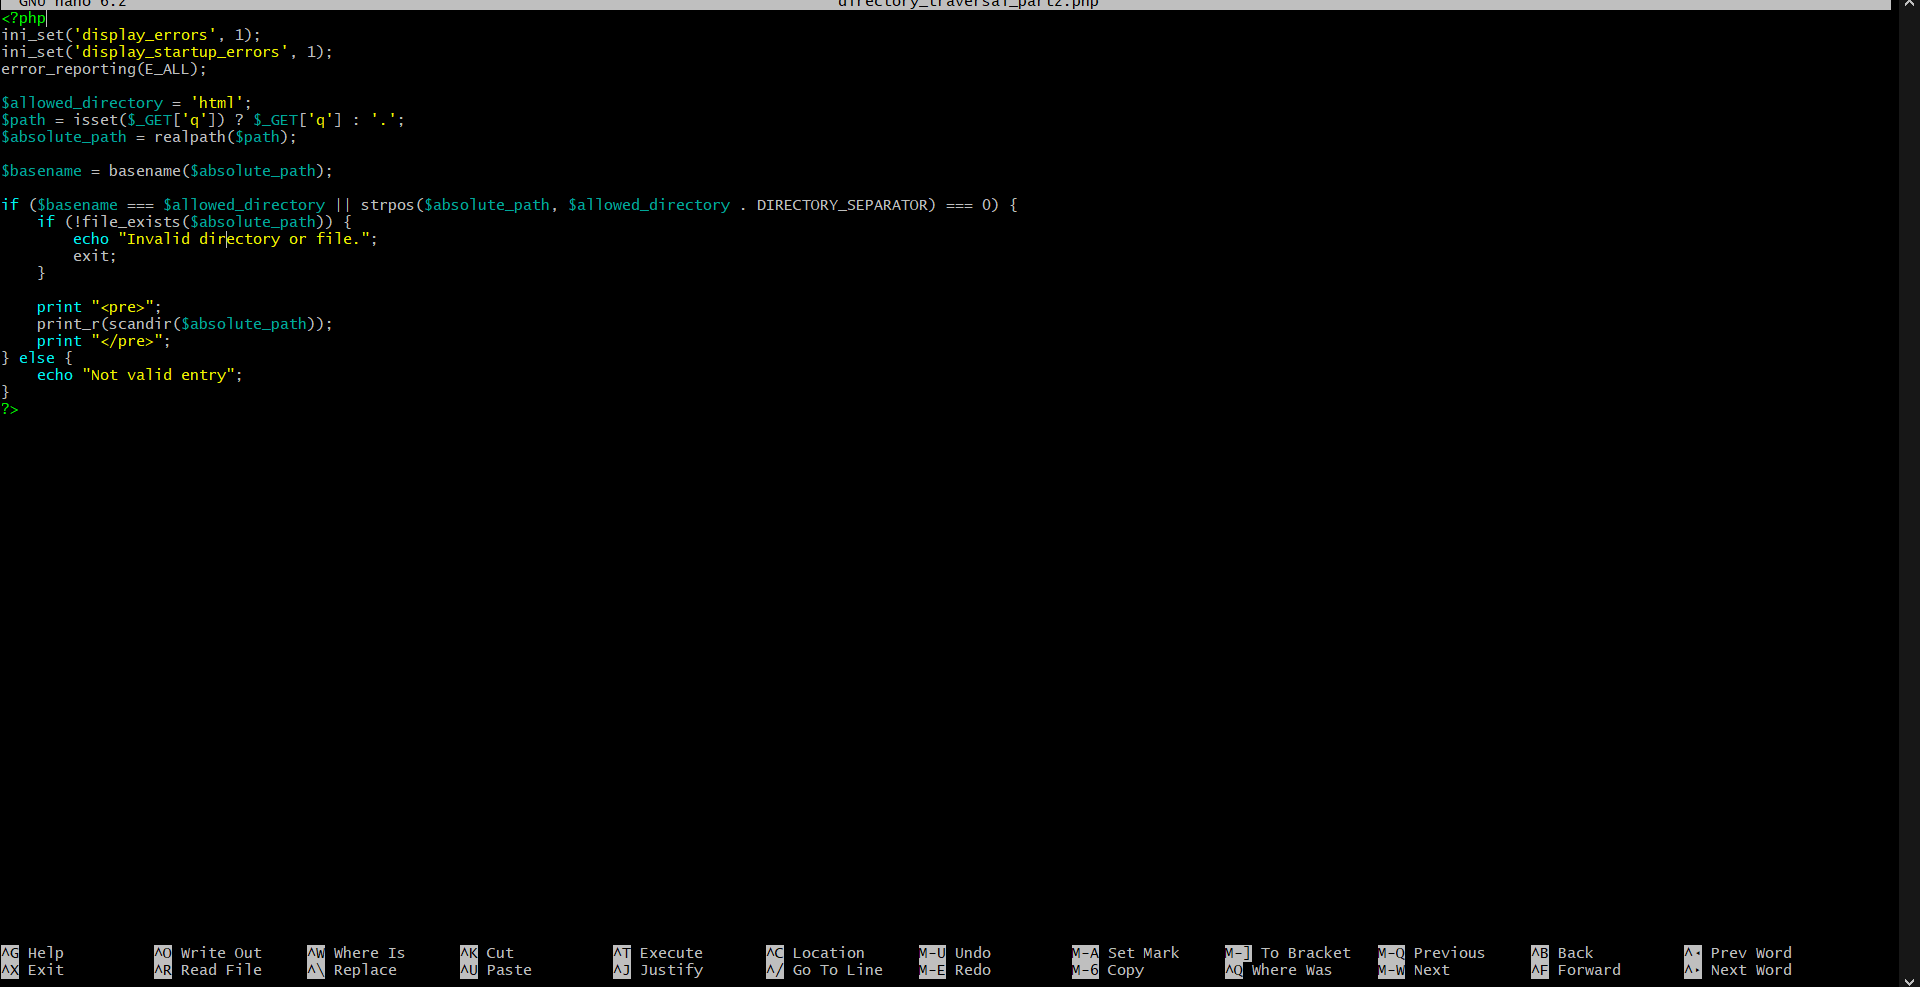 GNU nano 6.2 directory_traversal_part2.php
<?php
ini_set('display_errors', 1);
ini_set('display_startup_errors', 1);
error_reporting(E_ALL);

$allowed_directory = 'html';
$path = isset($_GET['q']) ? $_GET['q'] : '.';
$absolute_path = realpath($path);

$basename = basename($absolute_path);

if ($basename === $allowed_directory || strpos($absolute_path, $allowed_directory . DIRECTORY_SEPARATOR) === 0) {
    if (!file_exists($absolute_path)) {
        echo "Invalid directory or file.";
        exit;
    }

    print "<pre>";
    print_r(scandir($absolute_path));
    print "</pre>";
} else {
    echo "Not valid entry";
}
?>
^G Help ^O Write Out ^W Where Is ^K Cut ^T Execute ^C Location M-U Undo M-A Set Mark M-] To Bracket M-Q Previous ^B Back ^◂ Prev Word
^X Exit ^R Read File ^\ Replace ^U Paste ^J Justify ^/ Go To Line M-E Redo M-6 Copy ^Q Where Was M-W Next ^F Forward ^▸ Next Word